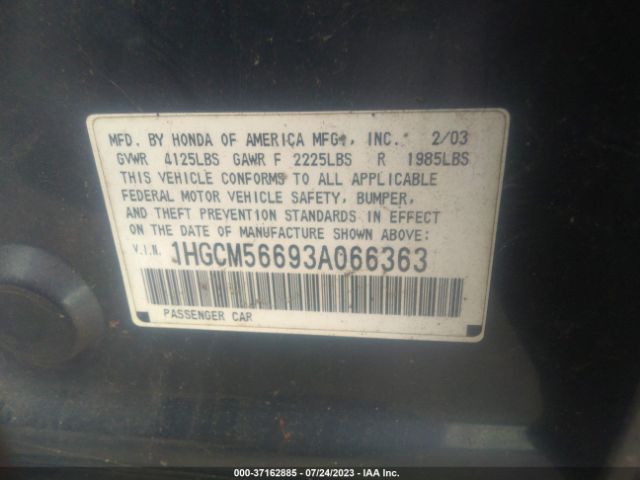 MFD. BY HONDA OF AMERICA MFG., INC. 2/03
GVWR 4125LBS GAWR F 2225LBS R 1985LBS
THIS VEHICLE CONFORMS TO ALL APPLICABLE
FEDERAL MOTOR VEHICLE SAFETY, BUMPER,
AND THEFT PREVENTION STANDARDS IN EFFECT
ON THE DATE OF MANUFACTURE SHOWN ABOVE:
V.I.N. 1HGCM56693A066363
PASSENGER CAR
000-37162885 / 07/24/2023 - IAA Inc.